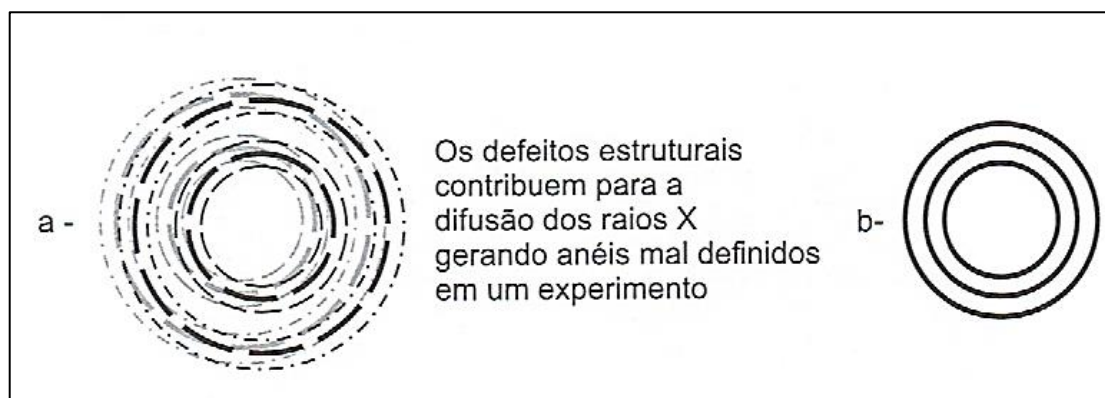 a -
Os defeitos estruturais
contribuem para a
difusão dos raios X
gerando anéis mal definidos
em um experimento
b-